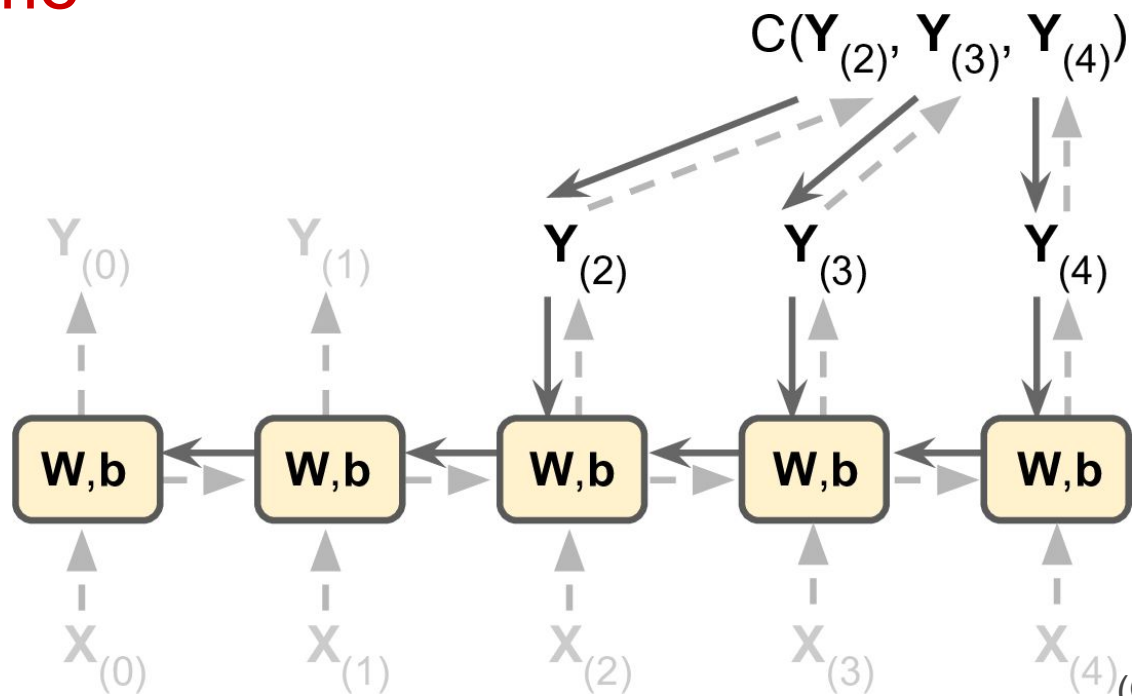 C(Y(2), Y(3), Y(4))
Y(0) Y(1) Y(2) Y(3) Y(4)
W,b W,b W,b W,b W,b
X(0) X(1) X(2) X(3) X(4)